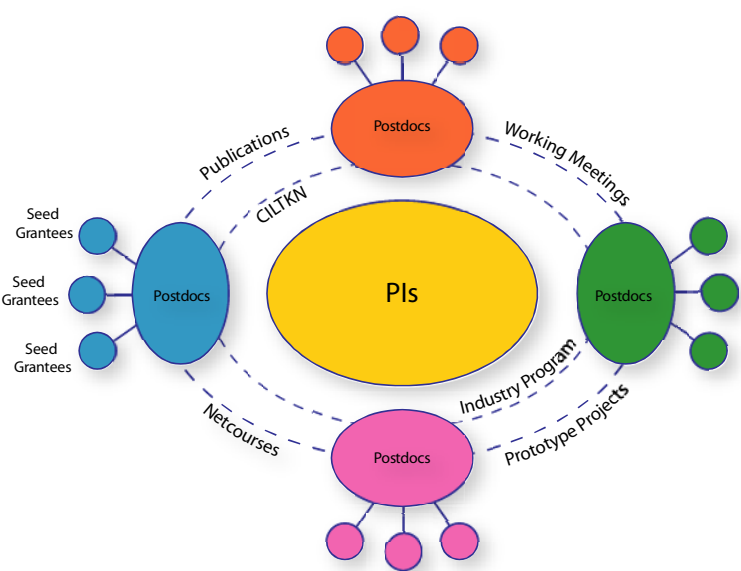 Postdocs
Publications
Working Meetings
CILTKN
Seed
Grantees
Seed
Grantees
Seed
Grantees
Postdocs
PIs
Postdocs
Industry Program
Netcourses
Prototype Projects
Postdocs